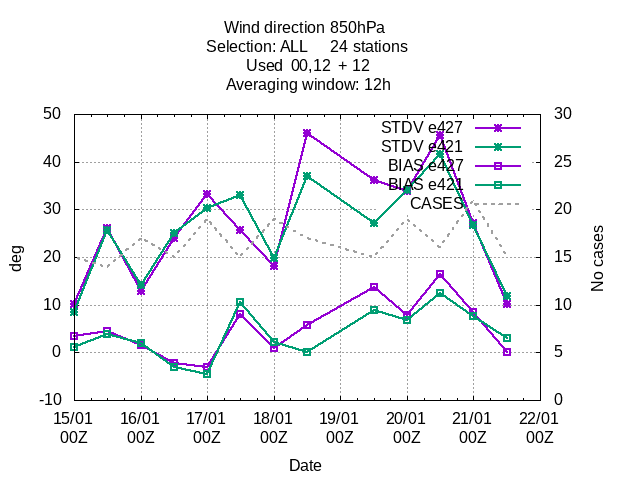 Wind direction 850hPa
Selection: ALL 24 stations
Used 00,12 + 12
Averaging window: 12h
50 30
STDV e427
STDV e421
40 25
BIAS e427
BIAS e421
CASES
30 20
deg
20 15
No cases
10 10
0 5
-10 0
15/01 16/01 17/01 18/01 19/01 20/01 21/01 22/01
00Z 00Z 00Z 00Z 00Z 00Z 00Z 00Z
Date